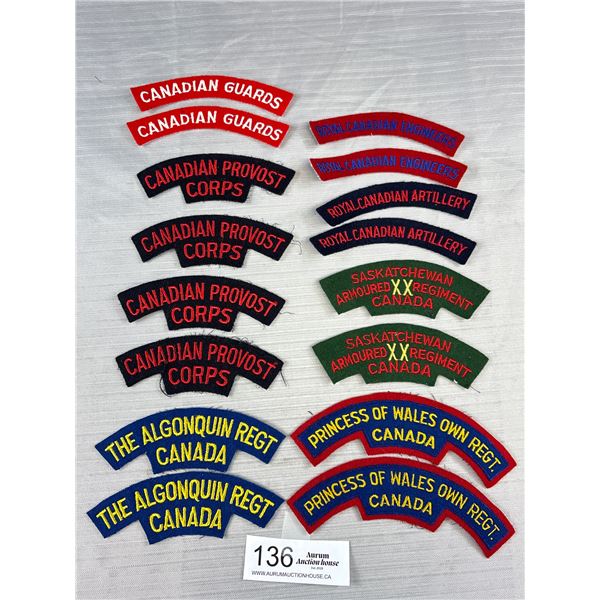 CANADIAN GUARDS
CANADIAN GUARDS
CANADIAN PROVOST
CORPS
CANADIAN PROVOST
CORPS
CANADIAN PROVOST
CORPS
CANADIAN PROVOST
CORPS
THE ALGONQUIN REGT
CANADA
THE ALGONQUIN REGT
CANADA
ROYAL CANADIAN ENGINEERS
ROYAL CANADIAN ENGINEERS
ROYAL CANADIAN ARTILLERY
ROYAL CANADIAN ARTILLERY
SASKATCHEWAN
ARMOURED XX REGIMENT
CANADA
SASKATCHEWAN
ARMOURED XX REGIMENT
CANADA
PRINCESS OF WALES OWN REGT.
CANADA
PRINCESS OF WALES OWN REGT.
CANADA
136
Aurum
Auction house
WWW.AURUMAUCTIONHOUSE.CA